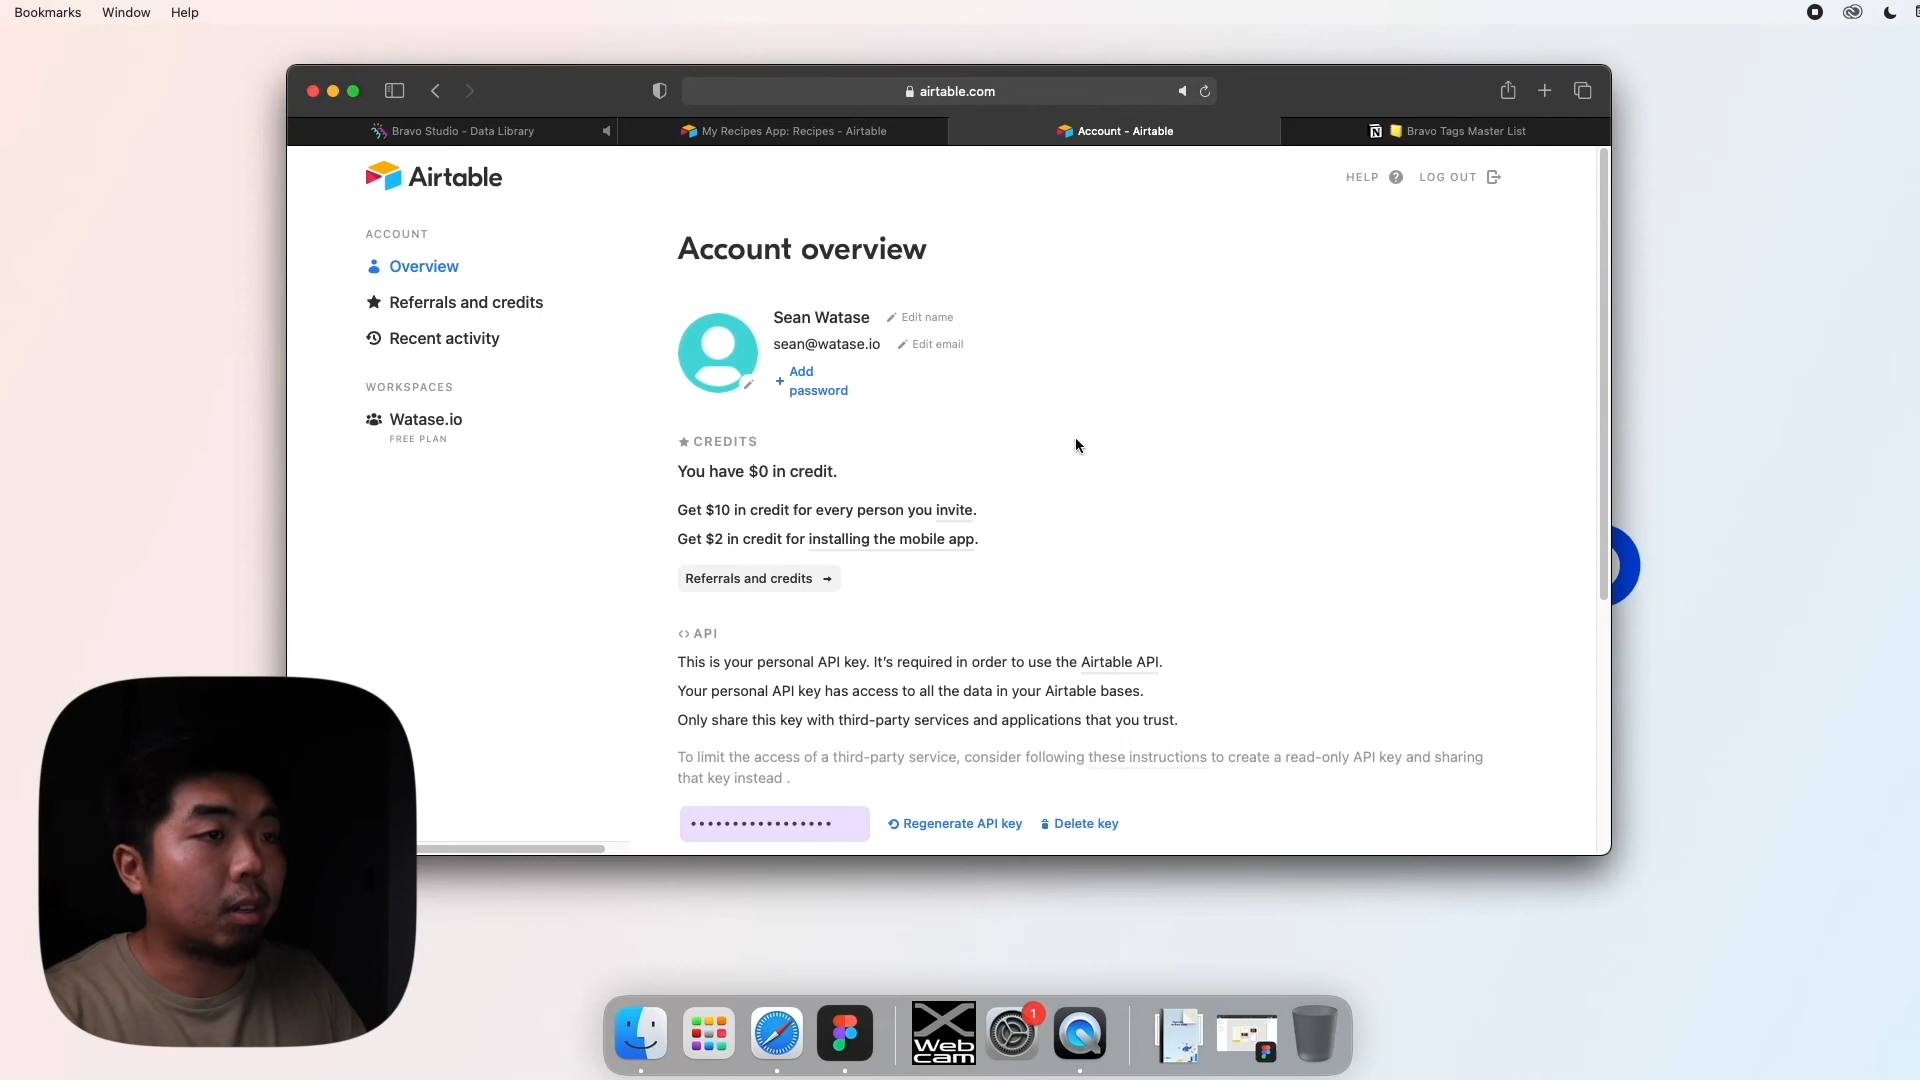 Bookmarks Window Help
airtable.com
Bravo Studio - Data Library
My Recipes App: Recipes - Airtable
Account - Airtable
Bravo Tags Master List
Airtable
HELP ?
LOG OUT
ACCOUNT
Overview
Referrals and credits
Recent activity
WORKSPACES
Watase.io
FREE PLAN
Account overview
Sean Watase Edit name
sean@watase.io Edit email
+ Add
password
CREDITS
You have $0 in credit.
Get $10 in credit for every person you invite.
Get $2 in credit for installing the mobile app.
Referrals and credits →
<> API
This is your personal API key. It’s required in order to use the Airtable API.
Your personal API key has access to all the data in your Airtable bases.
Only share this key with third-party services and applications that you trust.
To limit the access of a third-party service, consider following these instructions to create a read-only API key and sharing
that key instead .
•••••••••••••••••
Regenerate API key
Delete key
X
Web
cam
1